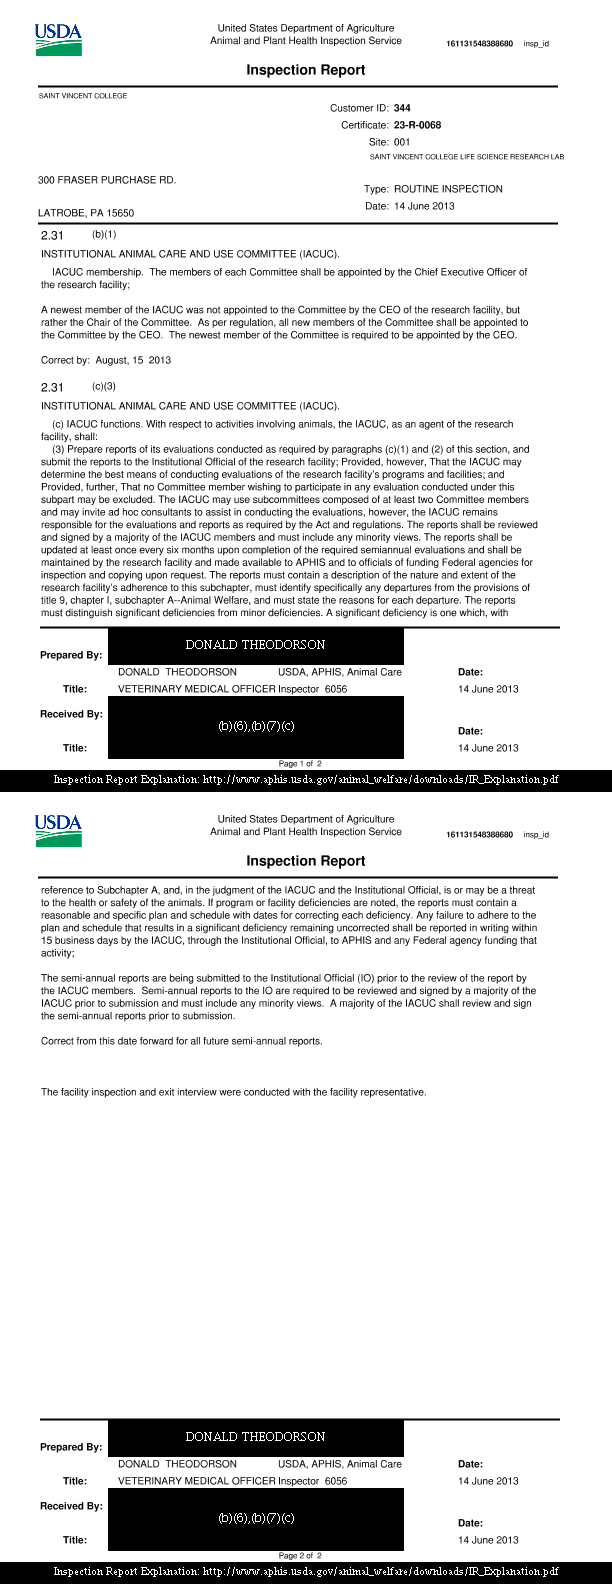 USDA
United States Department of Agriculture
Animal and Plant Health Inspection Service
161131548388680 insp_id
Inspection Report
SAINT VINCENT COLLEGE
Customer ID: 344
Certificate: 23-R-0068
Site: 001
SAINT VINCENT COLLEGE LIFE SCIENCE RESEARCH LAB
300 FRASER PURCHASE RD.
Type: ROUTINE INSPECTION
Date: 14 June 2013
LATROBE, PA 15650
2.31 (b)(1)
INSTITUTIONAL ANIMAL CARE AND USE COMMITTEE (IACUC).
IACUC membership. The members of each Committee shall be appointed by the Chief Executive Officer of
the research facility;
A newest member of the IACUC was not appointed to the Committee by the CEO of the research facility, but
rather the Chair of the Committee. As per regulation, all new members of the Committee shall be appointed to
the Committee by the CEO. The newest member of the Committee is required to be appointed by the CEO.
Correct by: August, 15 2013
2.31 (c)(3)
INSTITUTIONAL ANIMAL CARE AND USE COMMITTEE (IACUC).
(c) IACUC functions. With respect to activities involving animals, the IACUC, as an agent of the research
facility, shall:
(3) Prepare reports of its evaluations conducted as required by paragraphs (c)(1) and (2) of this section, and
submit the reports to the Institutional Official of the research facility; Provided, however, That the IACUC may
determine the best means of conducting evaluations of the research facility's programs and facilities; and
Provided, further, That no Committee member wishing to participate in any evaluation conducted under this
subpart may be excluded. The IACUC may use subcommittees composed of at least two Committee members
and may invite ad hoc consultants to assist in conducting the evaluations, however, the IACUC remains
responsible for the evaluations and reports as required by the Act and regulations. The reports shall be reviewed
and signed by a majority of the IACUC members and must include any minority views. The reports shall be
updated at least once every six months upon completion of the required semiannual evaluations and shall be
maintained by the research facility and made available to APHIS and to officials of funding Federal agencies for
inspection and copying upon request. The reports must contain a description of the nature and extent of the
research facility's adherence to this subchapter, must identify specifically any departures from the provisions of
title 9, chapter I, subchapter A--Animal Welfare, and must state the reasons for each departure. The reports
must distinguish significant deficiencies from minor deficiencies. A significant deficiency is one which, with
DONALD THEODORSON
Prepared By:
DONALD THEODORSON USDA, APHIS, Animal Care Date:
Title: VETERINARY MEDICAL OFFICER Inspector 6056 14 June 2013
Received By:
(b)(6),(b)(7)(c)
Date:
Title: 14 June 2013
Page 1 of 2
Inspection Report Explanation: http://www.aphis.usda.gov/animal_welfare/downloads/IR_Explanation.pdf
USDA
United States Department of Agriculture
Animal and Plant Health Inspection Service
161131548388680 insp_id
Inspection Report
reference to Subchapter A, and, in the judgment of the IACUC and the Institutional Official, is or may be a threat
to the health or safety of the animals. If program or facility deficiencies are noted, the reports must contain a
reasonable and specific plan and schedule with dates for correcting each deficiency. Any failure to adhere to the
plan and schedule that results in a significant deficiency remaining uncorrected shall be reported in writing within
15 business days by the IACUC, through the Institutional Official, to APHIS and any Federal agency funding that
activity;
The semi-annual reports are being submitted to the Institutional Official (IO) prior to the review of the report by
the IACUC members. Semi-annual reports to the IO are required to be reviewed and signed by a majority of the
IACUC prior to submission and must include any minority views. A majority of the IACUC shall review and sign
the semi-annual reports prior to submission.
Correct from this date forward for all future semi-annual reports.
The facility inspection and exit interview were conducted with the facility representative.
DONALD THEODORSON
Prepared By:
DONALD THEODORSON USDA, APHIS, Animal Care Date:
Title: VETERINARY MEDICAL OFFICER Inspector 6056 14 June 2013
Received By:
(b)(6),(b)(7)(c)
Date:
Title: 14 June 2013
Page 2 of 2
Inspection Report Explanation: http://www.aphis.usda.gov/animal_welfare/downloads/IR_Explanation.pdf